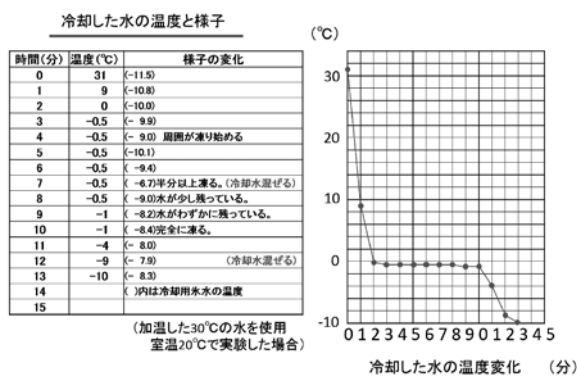 冷却した水の温度と様子
時間(分) 温度(℃) 様子の変化
0 31 (-11.5)
1 9 (-10.8)
2 0 (-10.0)
3 -0.5 (- 9.9)
4 -0.5 (- 9.0) 周囲が凍り始める
5 -0.5 (-10.1)
6 -0.5 ( -9.4)
7 -0.5 ( -6.7)半分以上凍る。(冷却水混ぜる)
8 -0.5 ( -9.0)水が少し残っている。
9 -1 ( -8.2)水がわずかに残っている。
10 -1 ( -8.4)完全に凍る。
11 -4 (- 8.0)
12 -9 (- 7.9) (冷却水混ぜる)
13 -10 (- 8.3)
14 ( )内は冷却用氷水の温度
15
(加温した30℃の水を使用
室温20℃で実験した場合)
(℃)
30
20
10
0
-10
0 1 2 3 4 5 6 7 8 9 0 1 2 3 4 5
冷却した水の温度変化 (分)